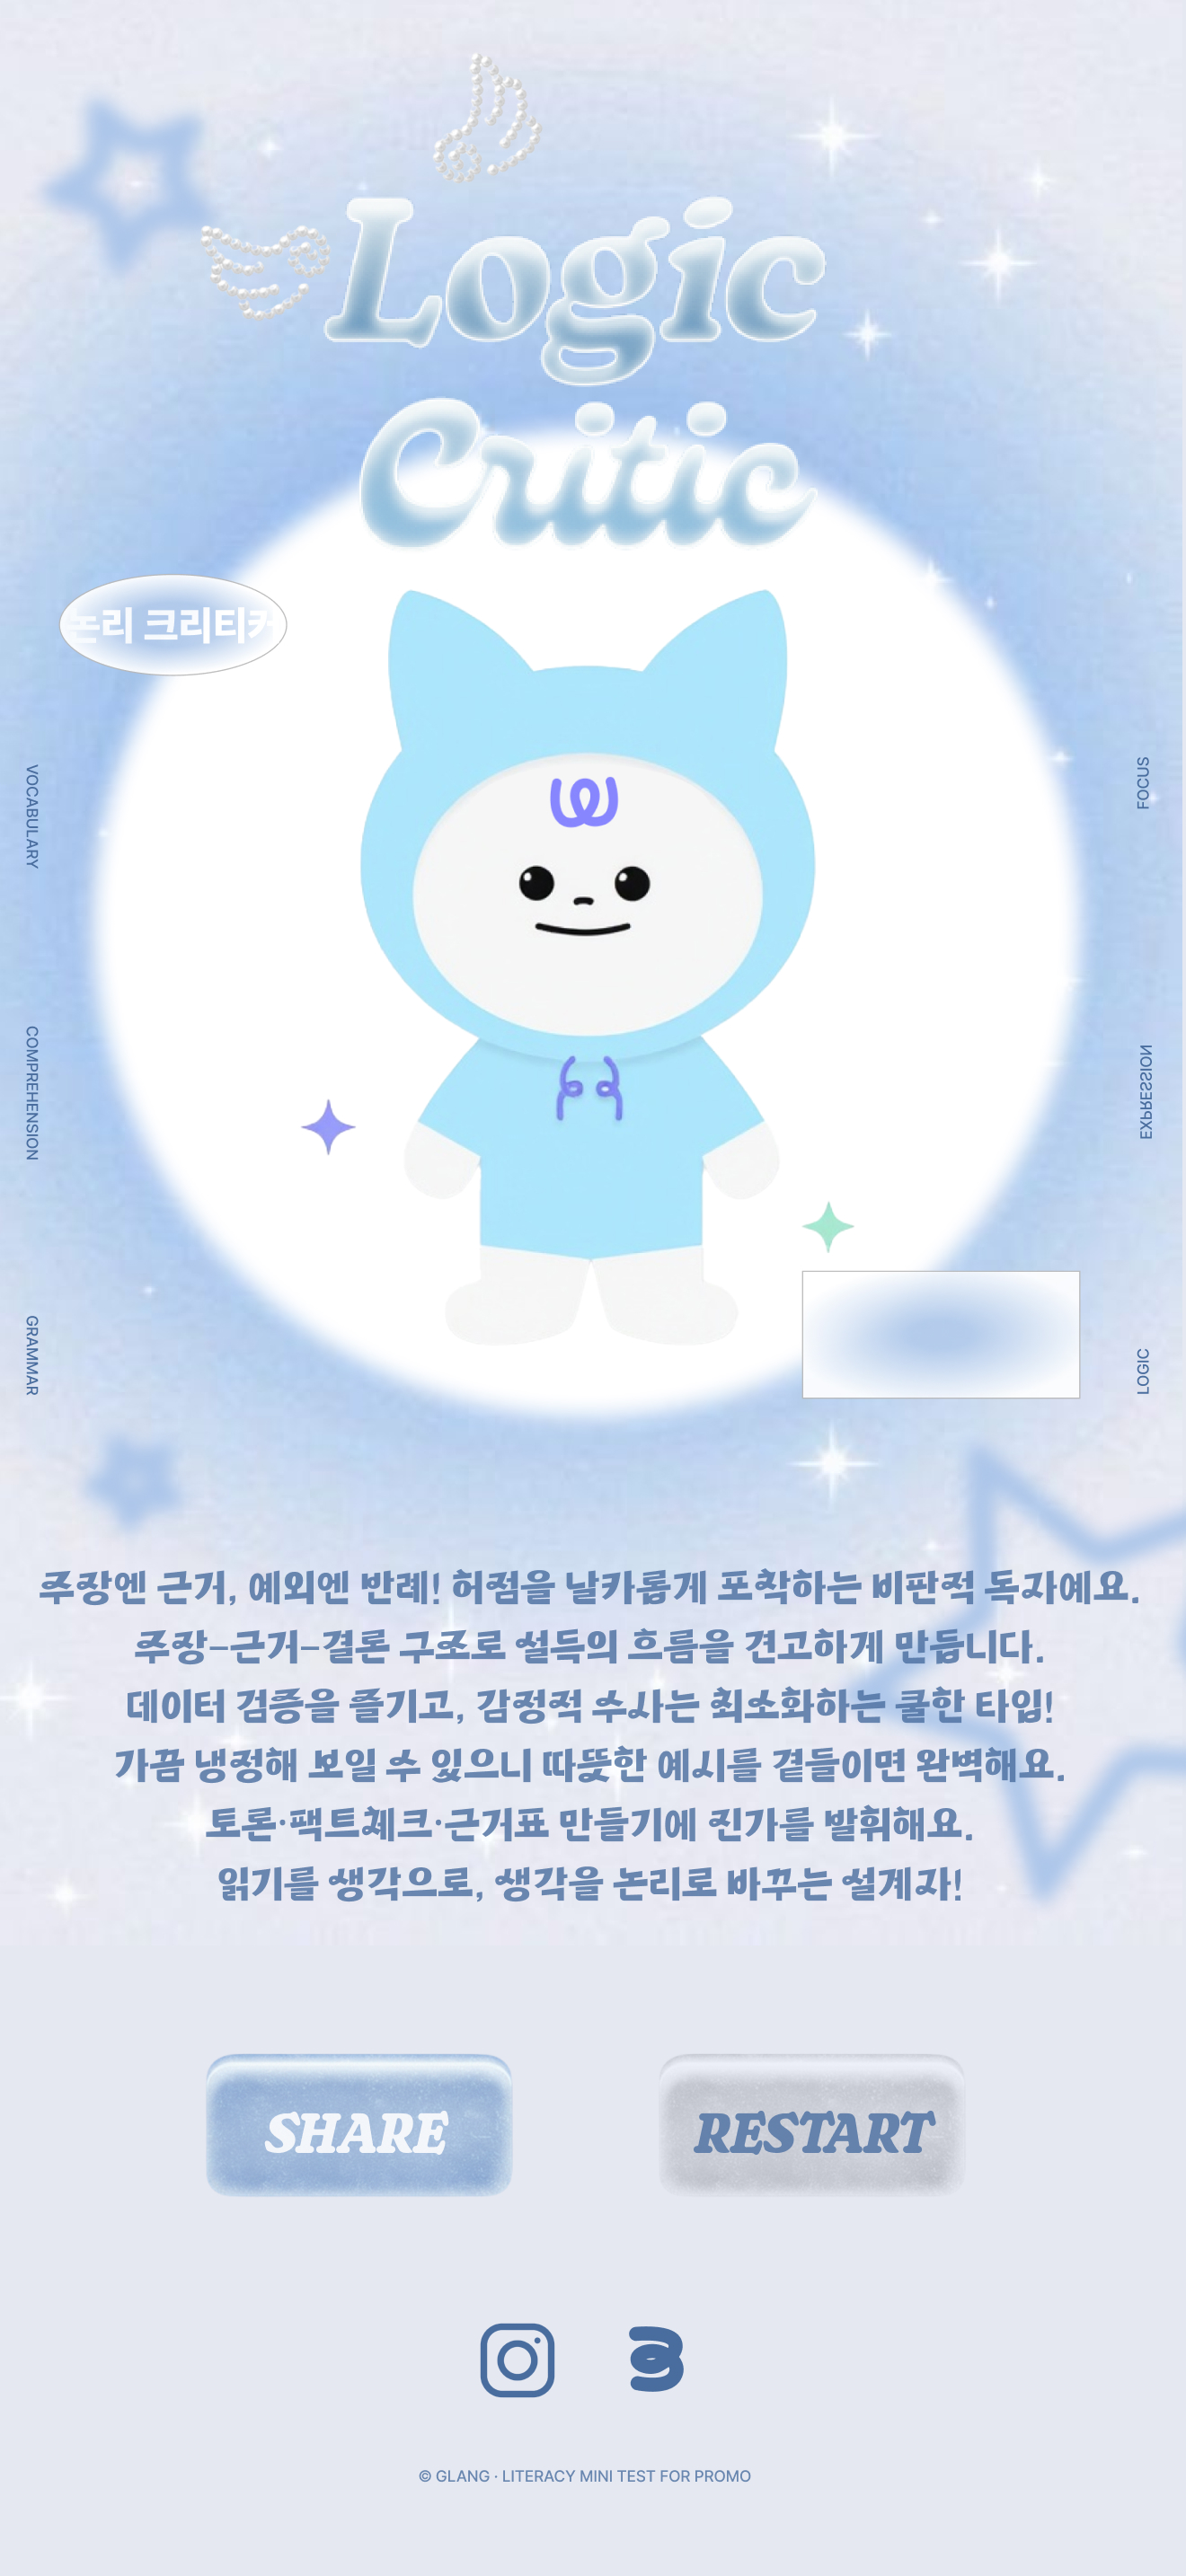 Logic
Critic
논리 크리티커
VOCABULARY
FOCUS
COMPREHENSION
EXPRESSION
GRAMMAR
LOGIC
주장엔 근거, 예외엔 반례! 허점을 날카롭게 포착하는 비판적 독자예요.
주장-근거-결론 구조로 설득의 흐름을 견고하게 만듭니다.
데이터 검증을 즐기고, 감정적 수사는 최소화하는 쿨한 타입!
가끔 냉정해 보일 수 있으니 따뜻한 예시를 곁들이면 완벽해요.
토론·팩트체크·근거표 만들기에 진가를 발휘해요.
읽기를 생각으로, 생각을 논리로 바꾸는 설계자!
SHARE
RESTART
© GLANG · LITERACY MINI TEST FOR PROMO